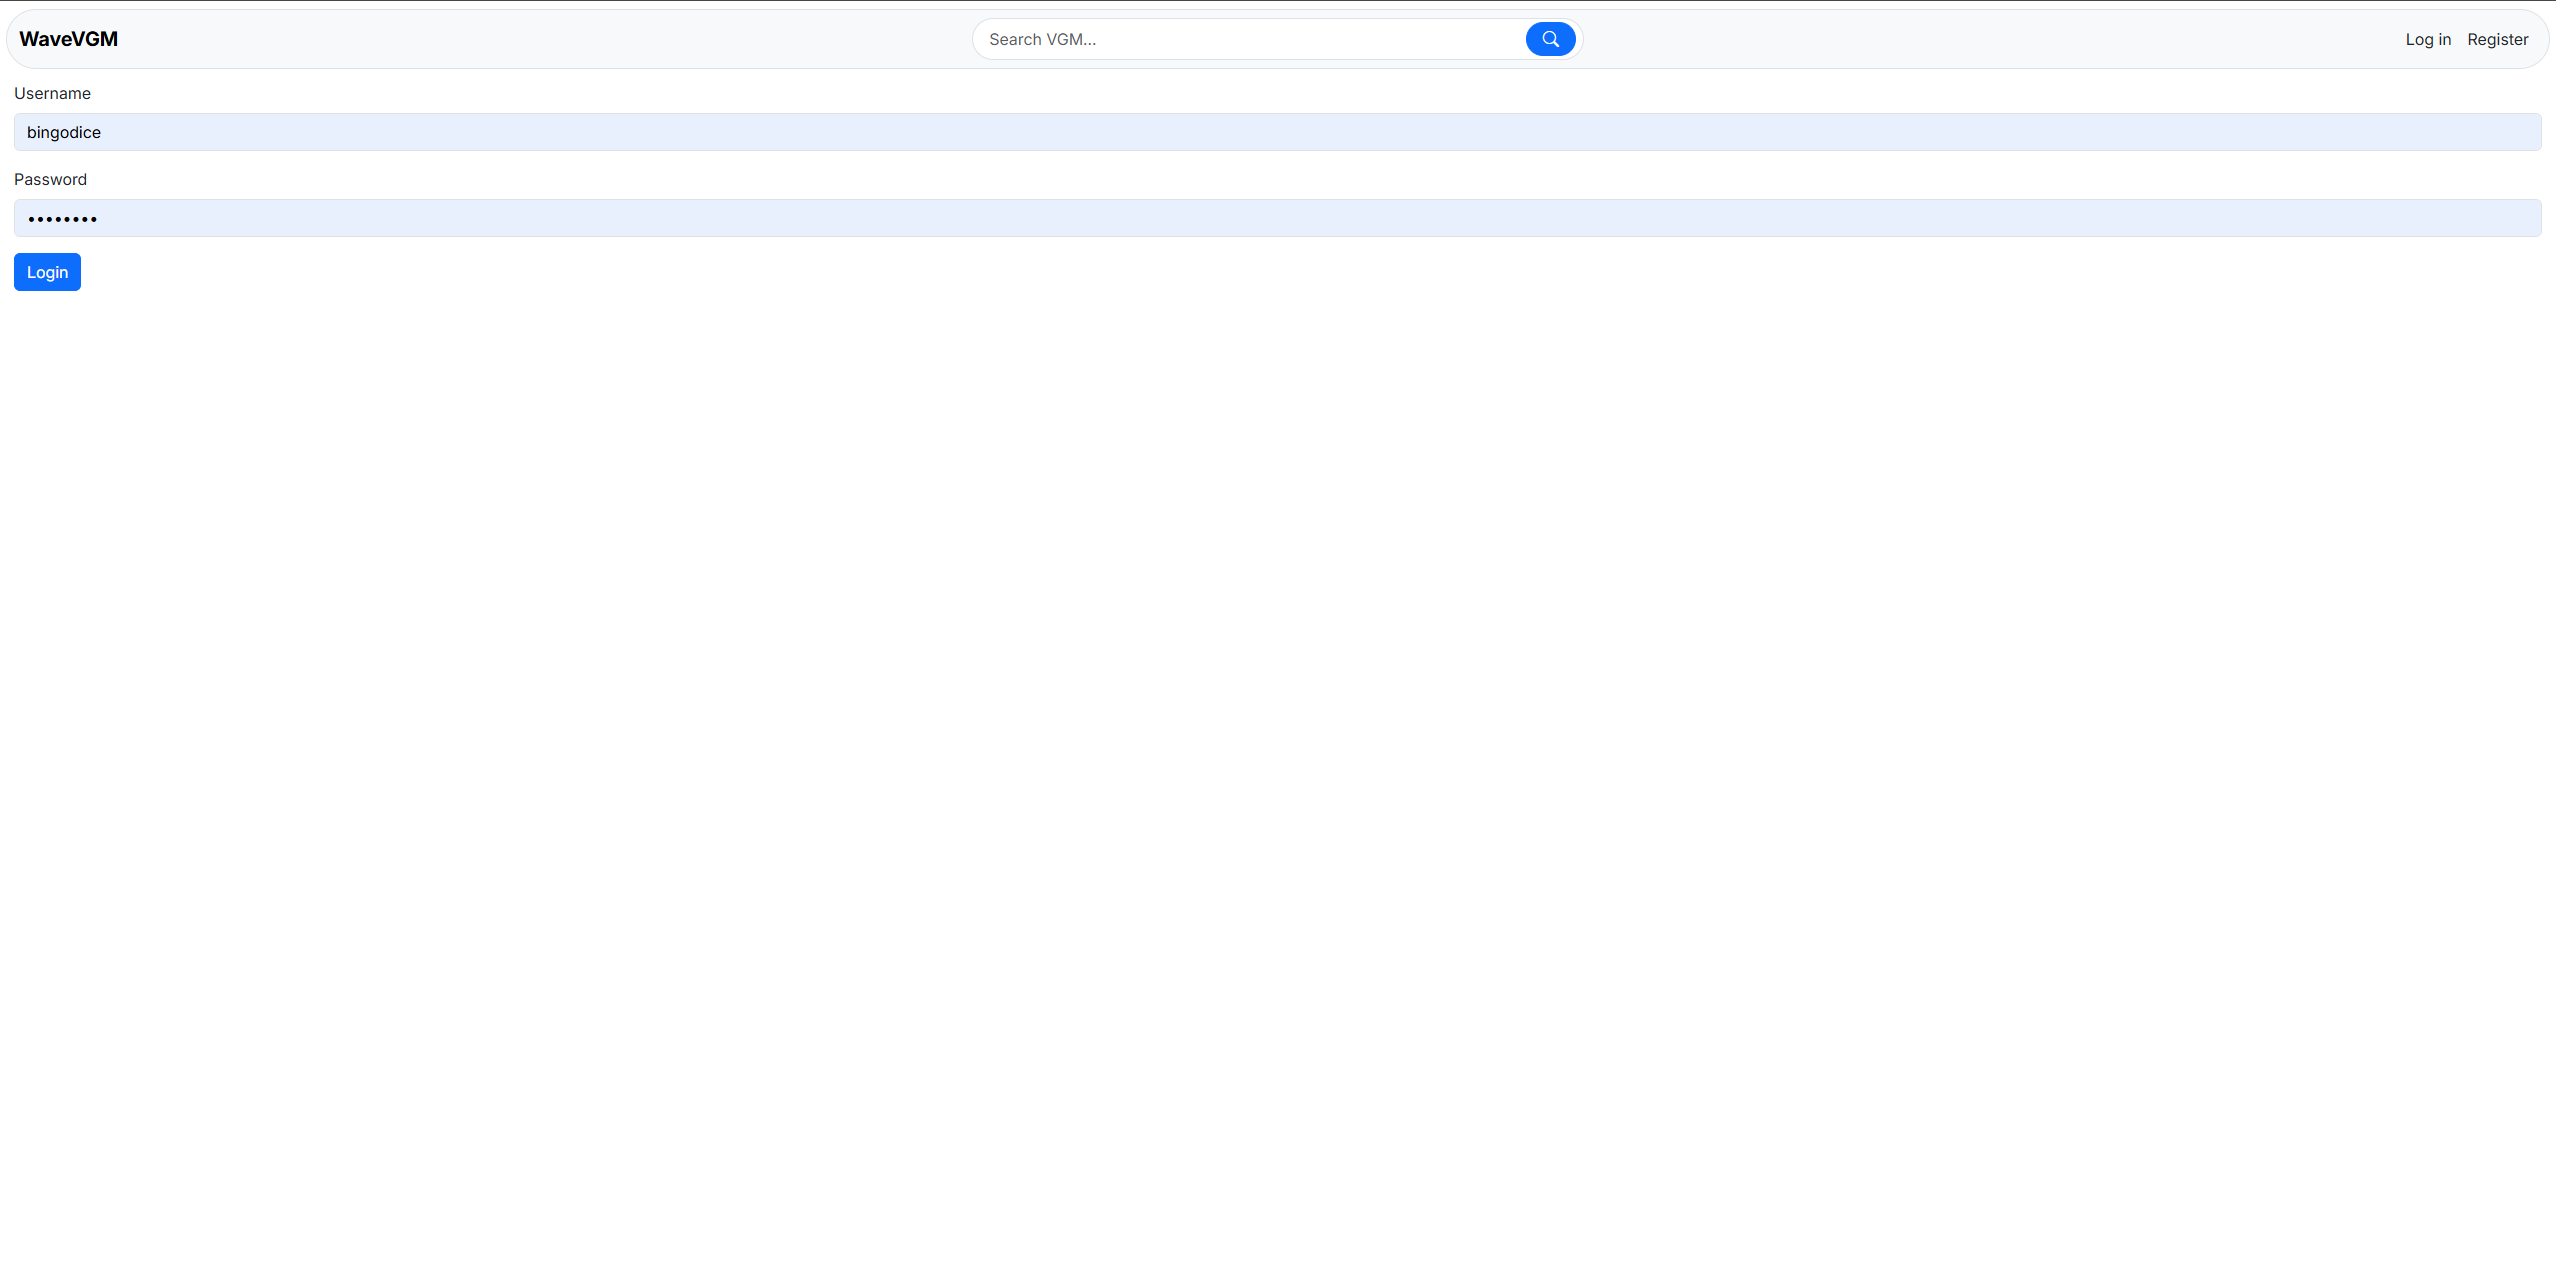 WaveVGM
Search VGM...
Log in Register
Username
bingodice
Password
••••••••
Login